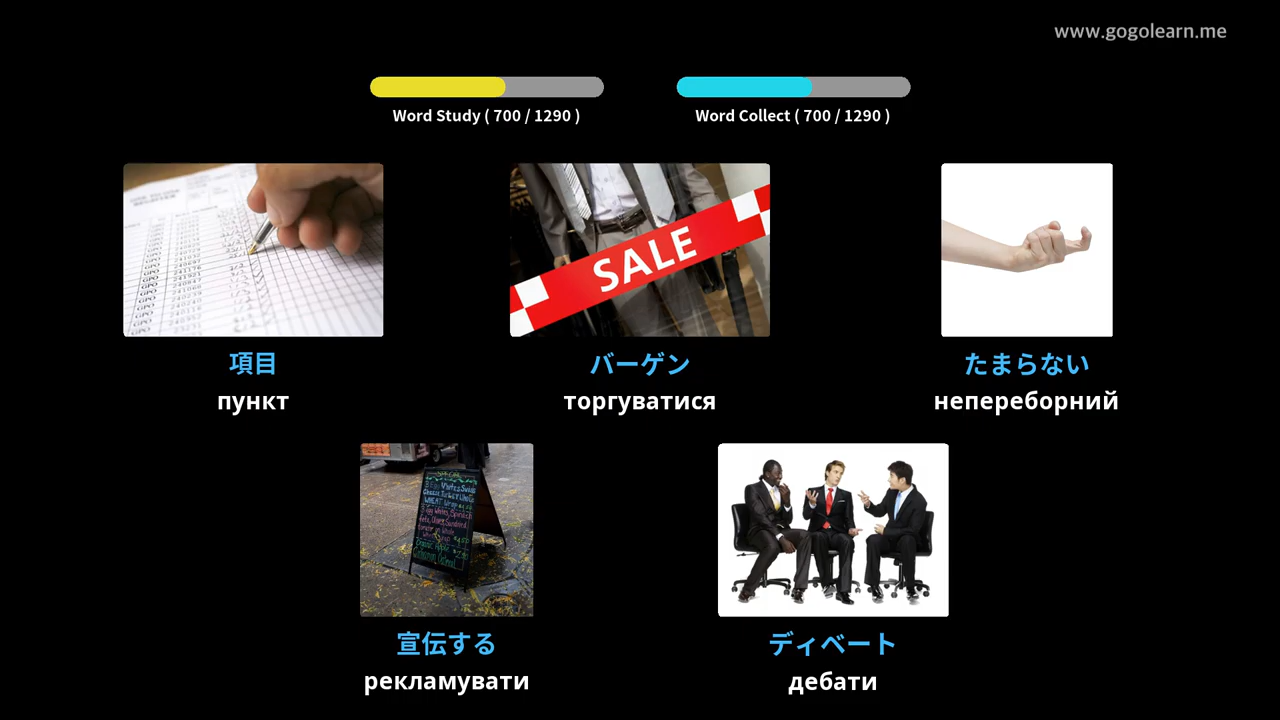 www.gogolearn.me
Word Study ( 700 / 1290 )
Word Collect ( 700 / 1290 )
SALE
項目
バーゲン
たまらない
пункт
торгуватися
непереборний
宣伝する
ディベート
рекламувати
дебати